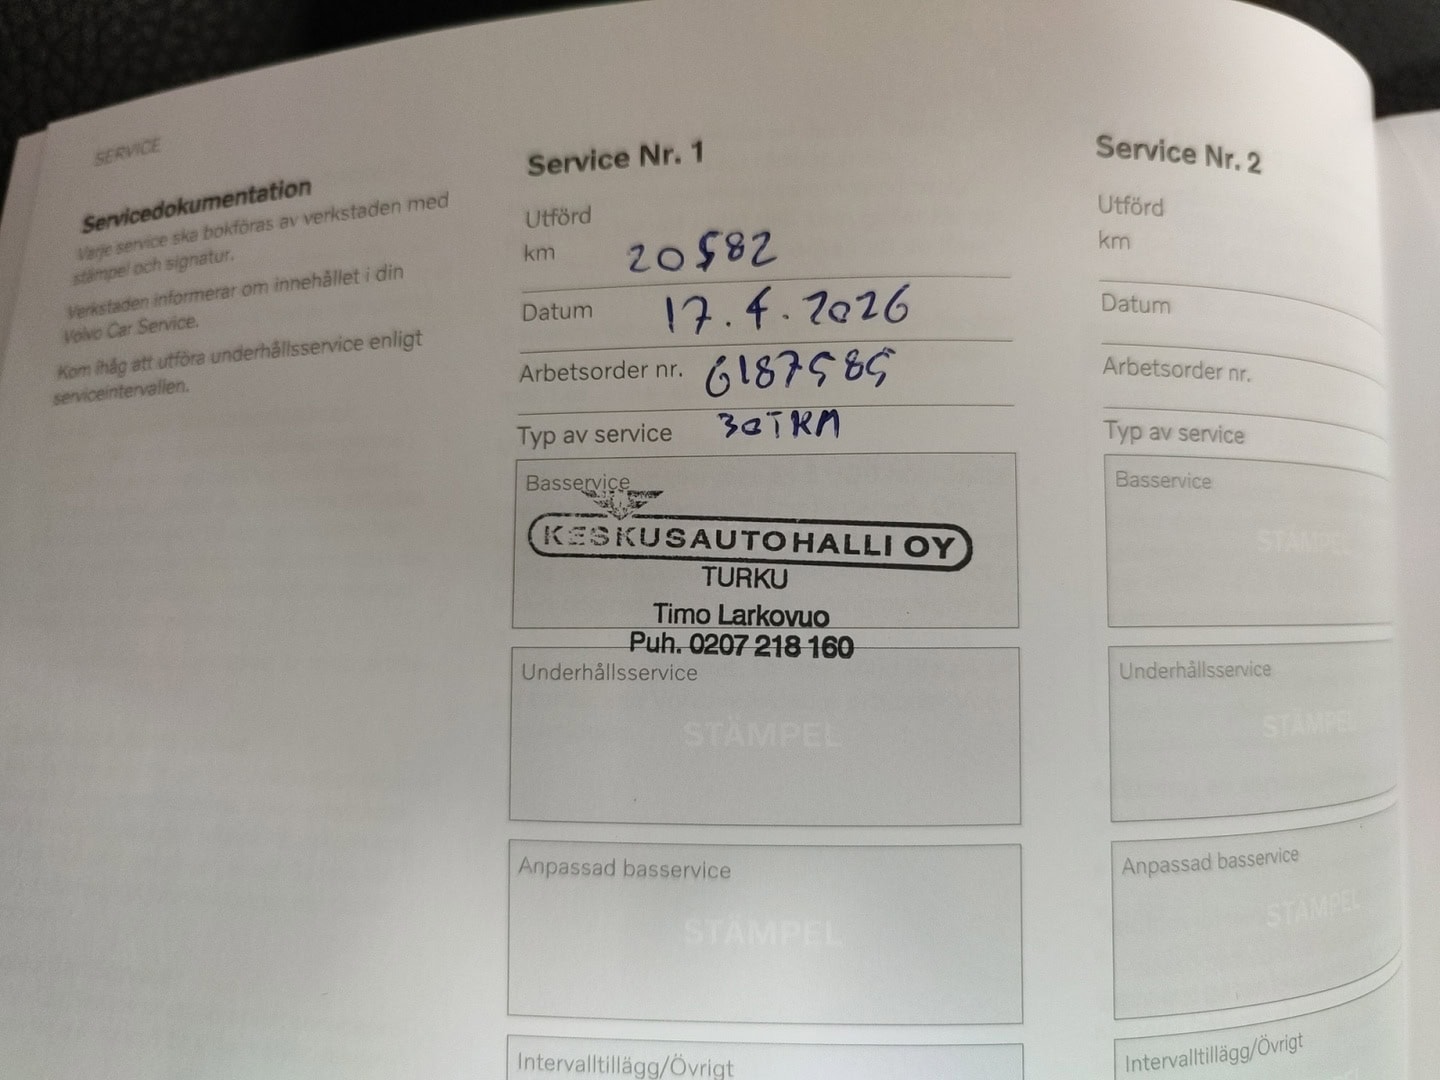 SERVICE
Servicedokumentation
Varje service ska bokföras av verkstaden med
stämpel och signatur.
Verkstaden informerar om innehållet i din
Volvo Car Service.
Kom ihåg att utföra underhållsservice enligt
serviceintervallen.
Service Nr. 1
Utförd
km 20582
Datum 17.4.2026
Arbetsorder nr. 6187585
Typ av service 30TKM
Basservice
KESKUSAUTOHALLI OY
TURKU
Timo Larkovuo
Puh. 0207 218 160
Underhållsservice
STÄMPEL
Anpassad basservice
STÄMPEL
Intervalltillägg/Övrigt
Service Nr. 2
Utförd
km
Datum
Arbetsorder nr.
Typ av service
Basservice
STÄMPEL
Underhållsservice
STÄMPEL
Anpassad basservice
STÄMPEL
Intervalltillägg/Övrigt